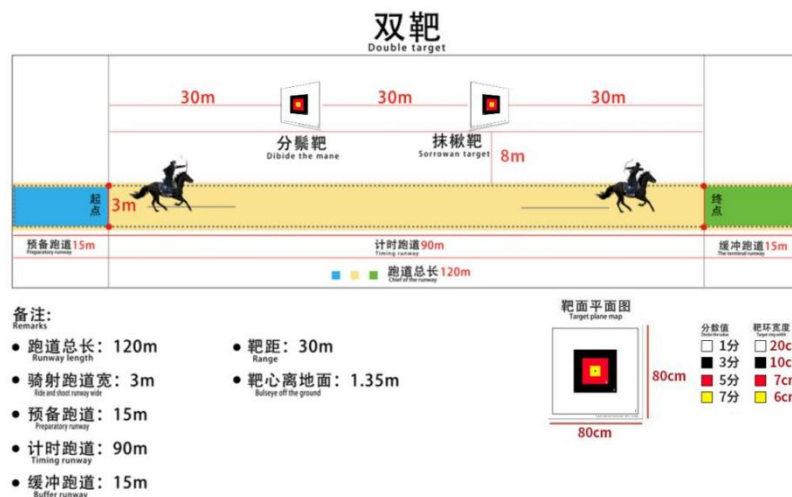 双靶
Double target
30m
30m
30m
分鬃靶
Dibide the mane
抹楸靶
Sorrowan target
8m
起点
3m
终点
预备跑道15m
Preparatory runway
计时跑道90m
Timing runway
缓冲跑道15m
The terminal runway
跑道总长120m
Chief of the runway
备注:
Remarks
跑道总长：120m
Runway length
骑射跑道宽：3m
Ride and shoot runway wide
预备跑道：15m
Preparatory runway
计时跑道：90m
Timing runway
缓冲跑道：15m
Buffer runway
靶距：30m
Range
靶心离地面：1.35m
Bullseye off the ground
靶面平面图
Target plane map
80cm
80cm
分数值
靶环宽度
Target ring width
1分
20c
3分
10c
5分
7c
7分
6c